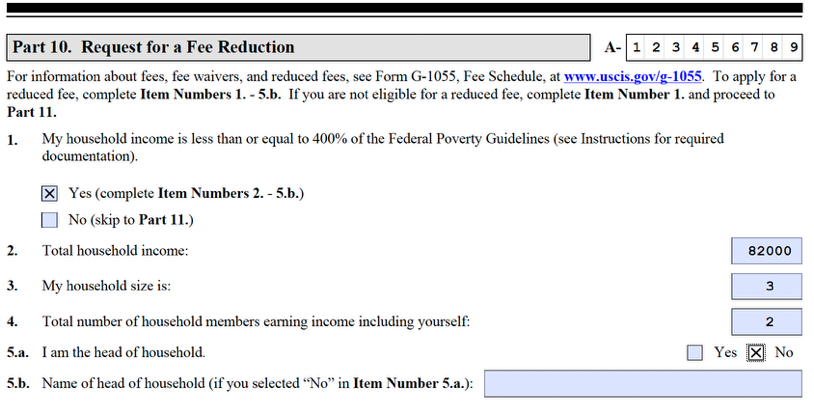 Part 10. Request for a Fee Reduction A- 1 2 3 4 5 6 7 8 9
For information about fees, fee waivers, and reduced fees, see Form G-1055, Fee Schedule, at www.uscis.gov/g-1055. To apply for a
reduced fee, complete Item Numbers 1. - 5.b. If you are not eligible for a reduced fee, complete Item Number 1. and proceed to
Part 11.
1. My household income is less than or equal to 400% of the Federal Poverty Guidelines (see Instructions for required
documentation).
Yes (complete Item Numbers 2. - 5.b.)
No (skip to Part 11.)
2. Total household income: 82000
3. My household size is: 3
4. Total number of household members earning income including yourself: 2
5.a. I am the head of household. Yes No
5.b. Name of head of household (if you selected “No” in Item Number 5.a.):